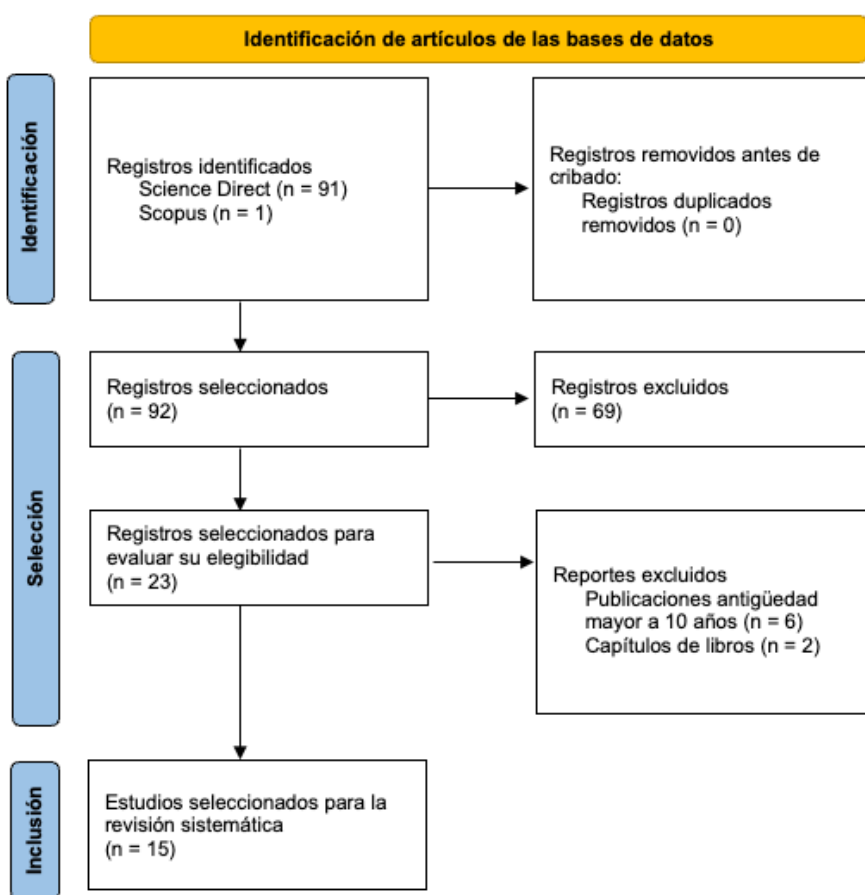 Identificación de artículos de las bases de datos
Identificación
Registros identificados
Science Direct (n = 91)
Scopus (n = 1)
Registros removidos antes de
cribado:
Registros duplicados
removidos (n = 0)
Selección
Registros seleccionados
(n = 92)
Registros excluidos
(n = 69)
Registros seleccionados para
evaluar su elegibilidad
(n = 23)
Reportes excluidos
Publicaciones antigüedad
mayor a 10 años (n = 6)
Capítulos de libros (n = 2)
Inclusión
Estudios seleccionados para la
revisión sistemática
(n = 15)